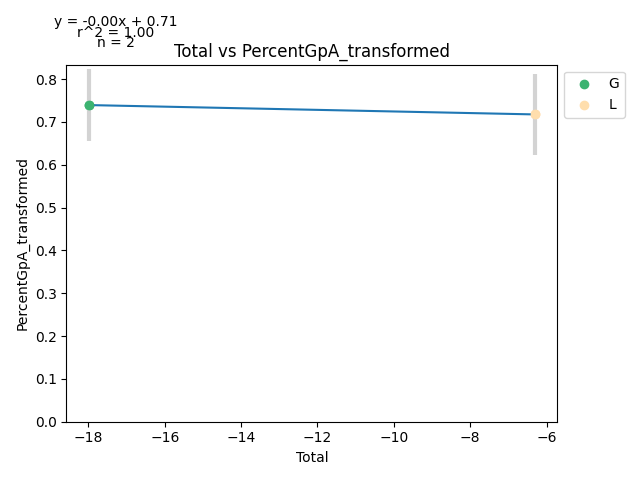 y = -0.00x + 0.71
r^2 = 1.00
n = 2
Total vs PercentGpA_transformed
G
L
PercentGpA_transformed
0.8
0.7
0.6
0.5
0.4
0.3
0.2
0.1
0.0
−18
−16
−14
−12
−10
−8
−6
Total